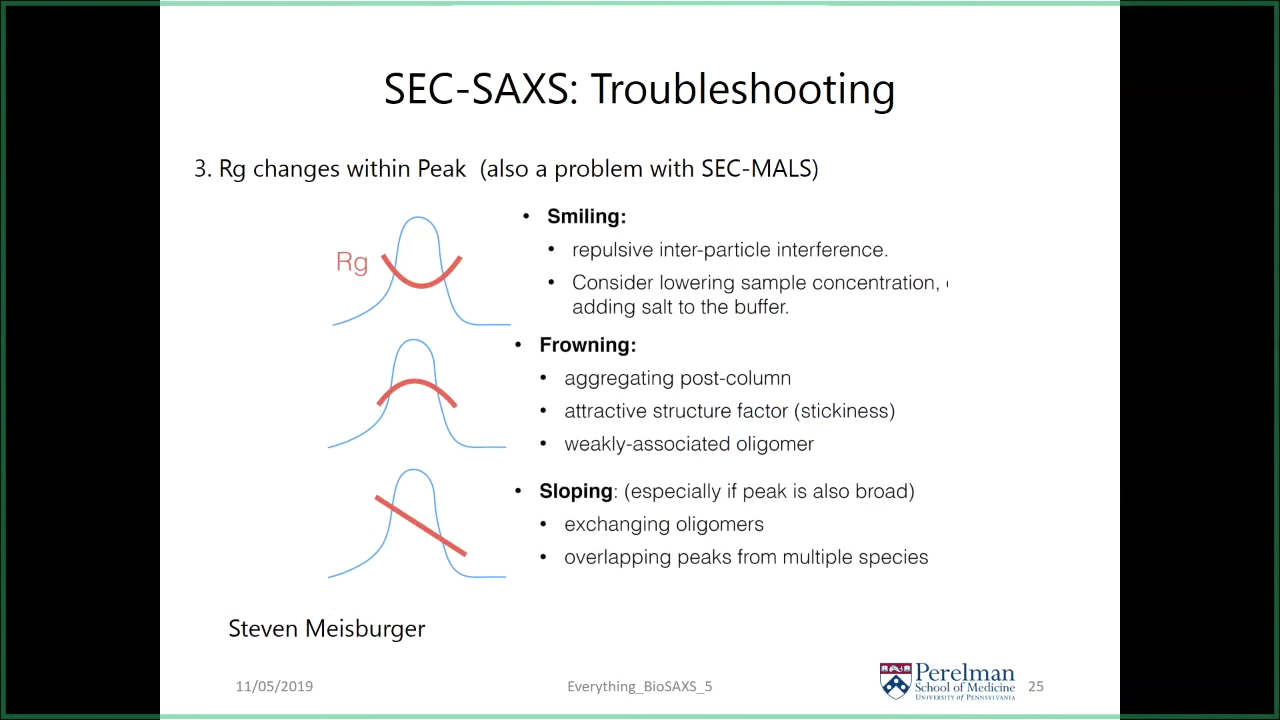 SEC-SAXS: Troubleshooting
3. Rg changes within Peak (also a problem with SEC-MALS)
Rg
• Smiling:
• repulsive inter-particle interference.
• Consider lowering sample concentration,
adding salt to the buffer.
• Frowning:
• aggregating post-column
• attractive structure factor (stickiness)
• weakly-associated oligomer
• Sloping: (especially if peak is also broad)
• exchanging oligomers
• overlapping peaks from multiple species
Steven Meisburger
11/05/2019
Everything_BioSAXS_5
Perelman
School of Medicine
UNIVERSITY of PENNSYLVANIA
25